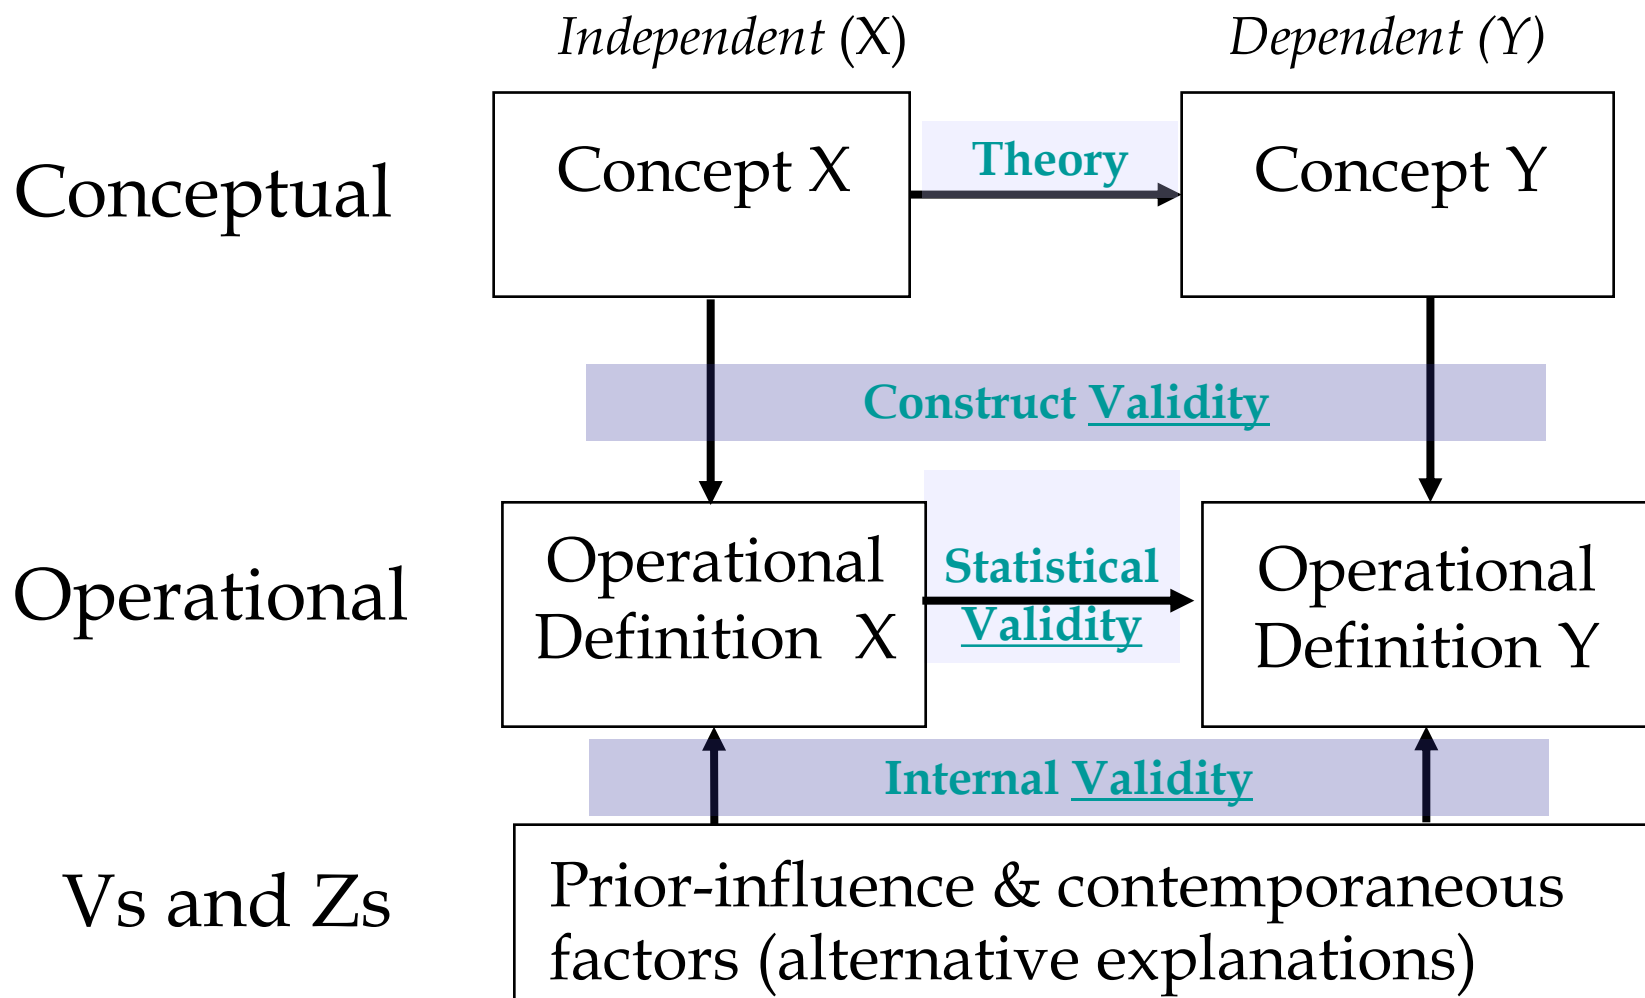 Independent (X)
Dependent (Y)
Conceptual
Concept X
Theory
Concept Y
Construct Validity
Operational
Operational
Definition X
Statistical
Validity
Operational
Definition Y
Internal Validity
Vs and Zs
Prior-influence & contemporaneous
factors (alternative explanations)